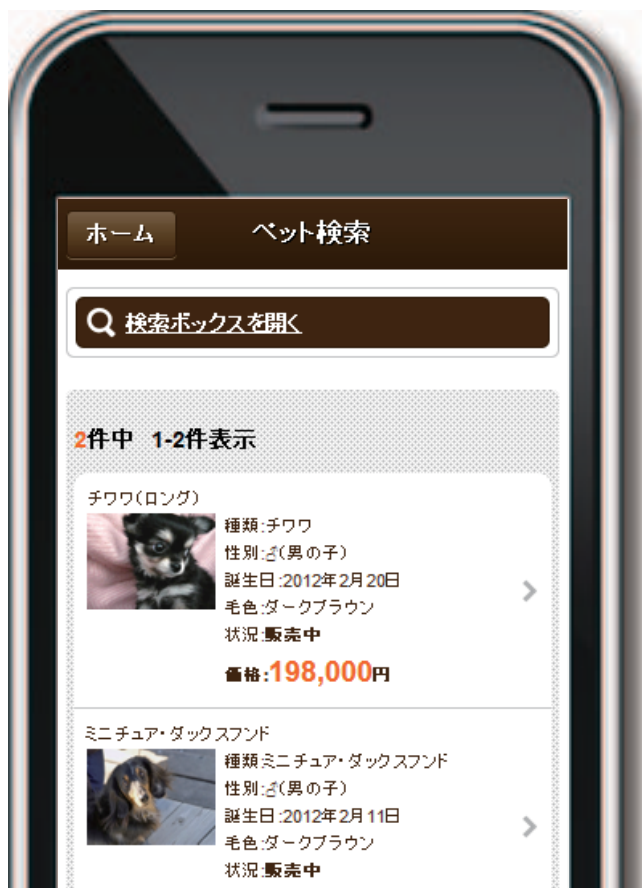 ホーム
ペット検索
検索ボックスを開く
2件中 1-2件表示
チワワ(ロング)
種類:チワワ
性別:♂(男の子)
誕生日:2012年2月20日
毛色:ダークブラウン
状況:販売中
価格:198,000円
ミニチュア・ダックスフンド
種類:ミニチュア・ダックスフンド
性別:♂(男の子)
誕生日:2012年2月11日
毛色:ダークブラウン
状況:販売中